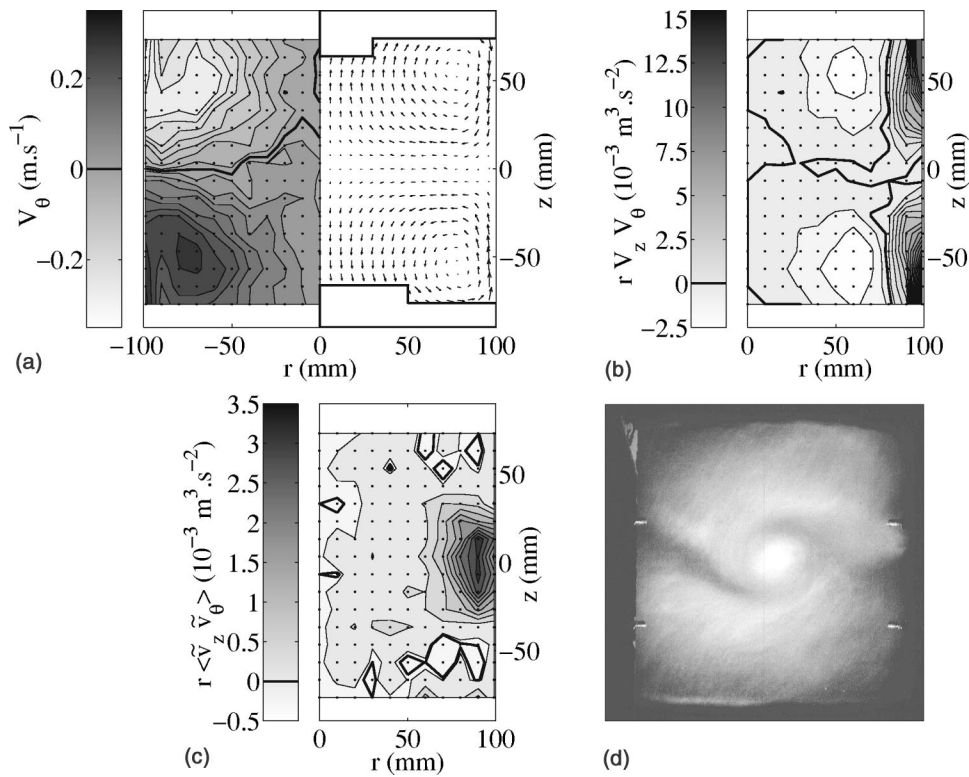 0.2
0
−0.2
V_θ (m.s⁻¹)
50
0
−50
z (mm)
−100 −50 0 50 100
r (mm)
(a)
15
12.5
10
7.5
5
2.5
0
−2.5
r V_z V_θ (10⁻³ m³.s⁻²)
50
0
−50
z (mm)
0 50 100
r (mm)
(b)
3.5
3
2.5
2
1.5
1
0.5
0
−0.5
r <ṽ_z ṽ_θ> (10⁻³ m³.s⁻²)
50
0
−50
z (mm)
0 50 100
r (mm)
(c)
(d)